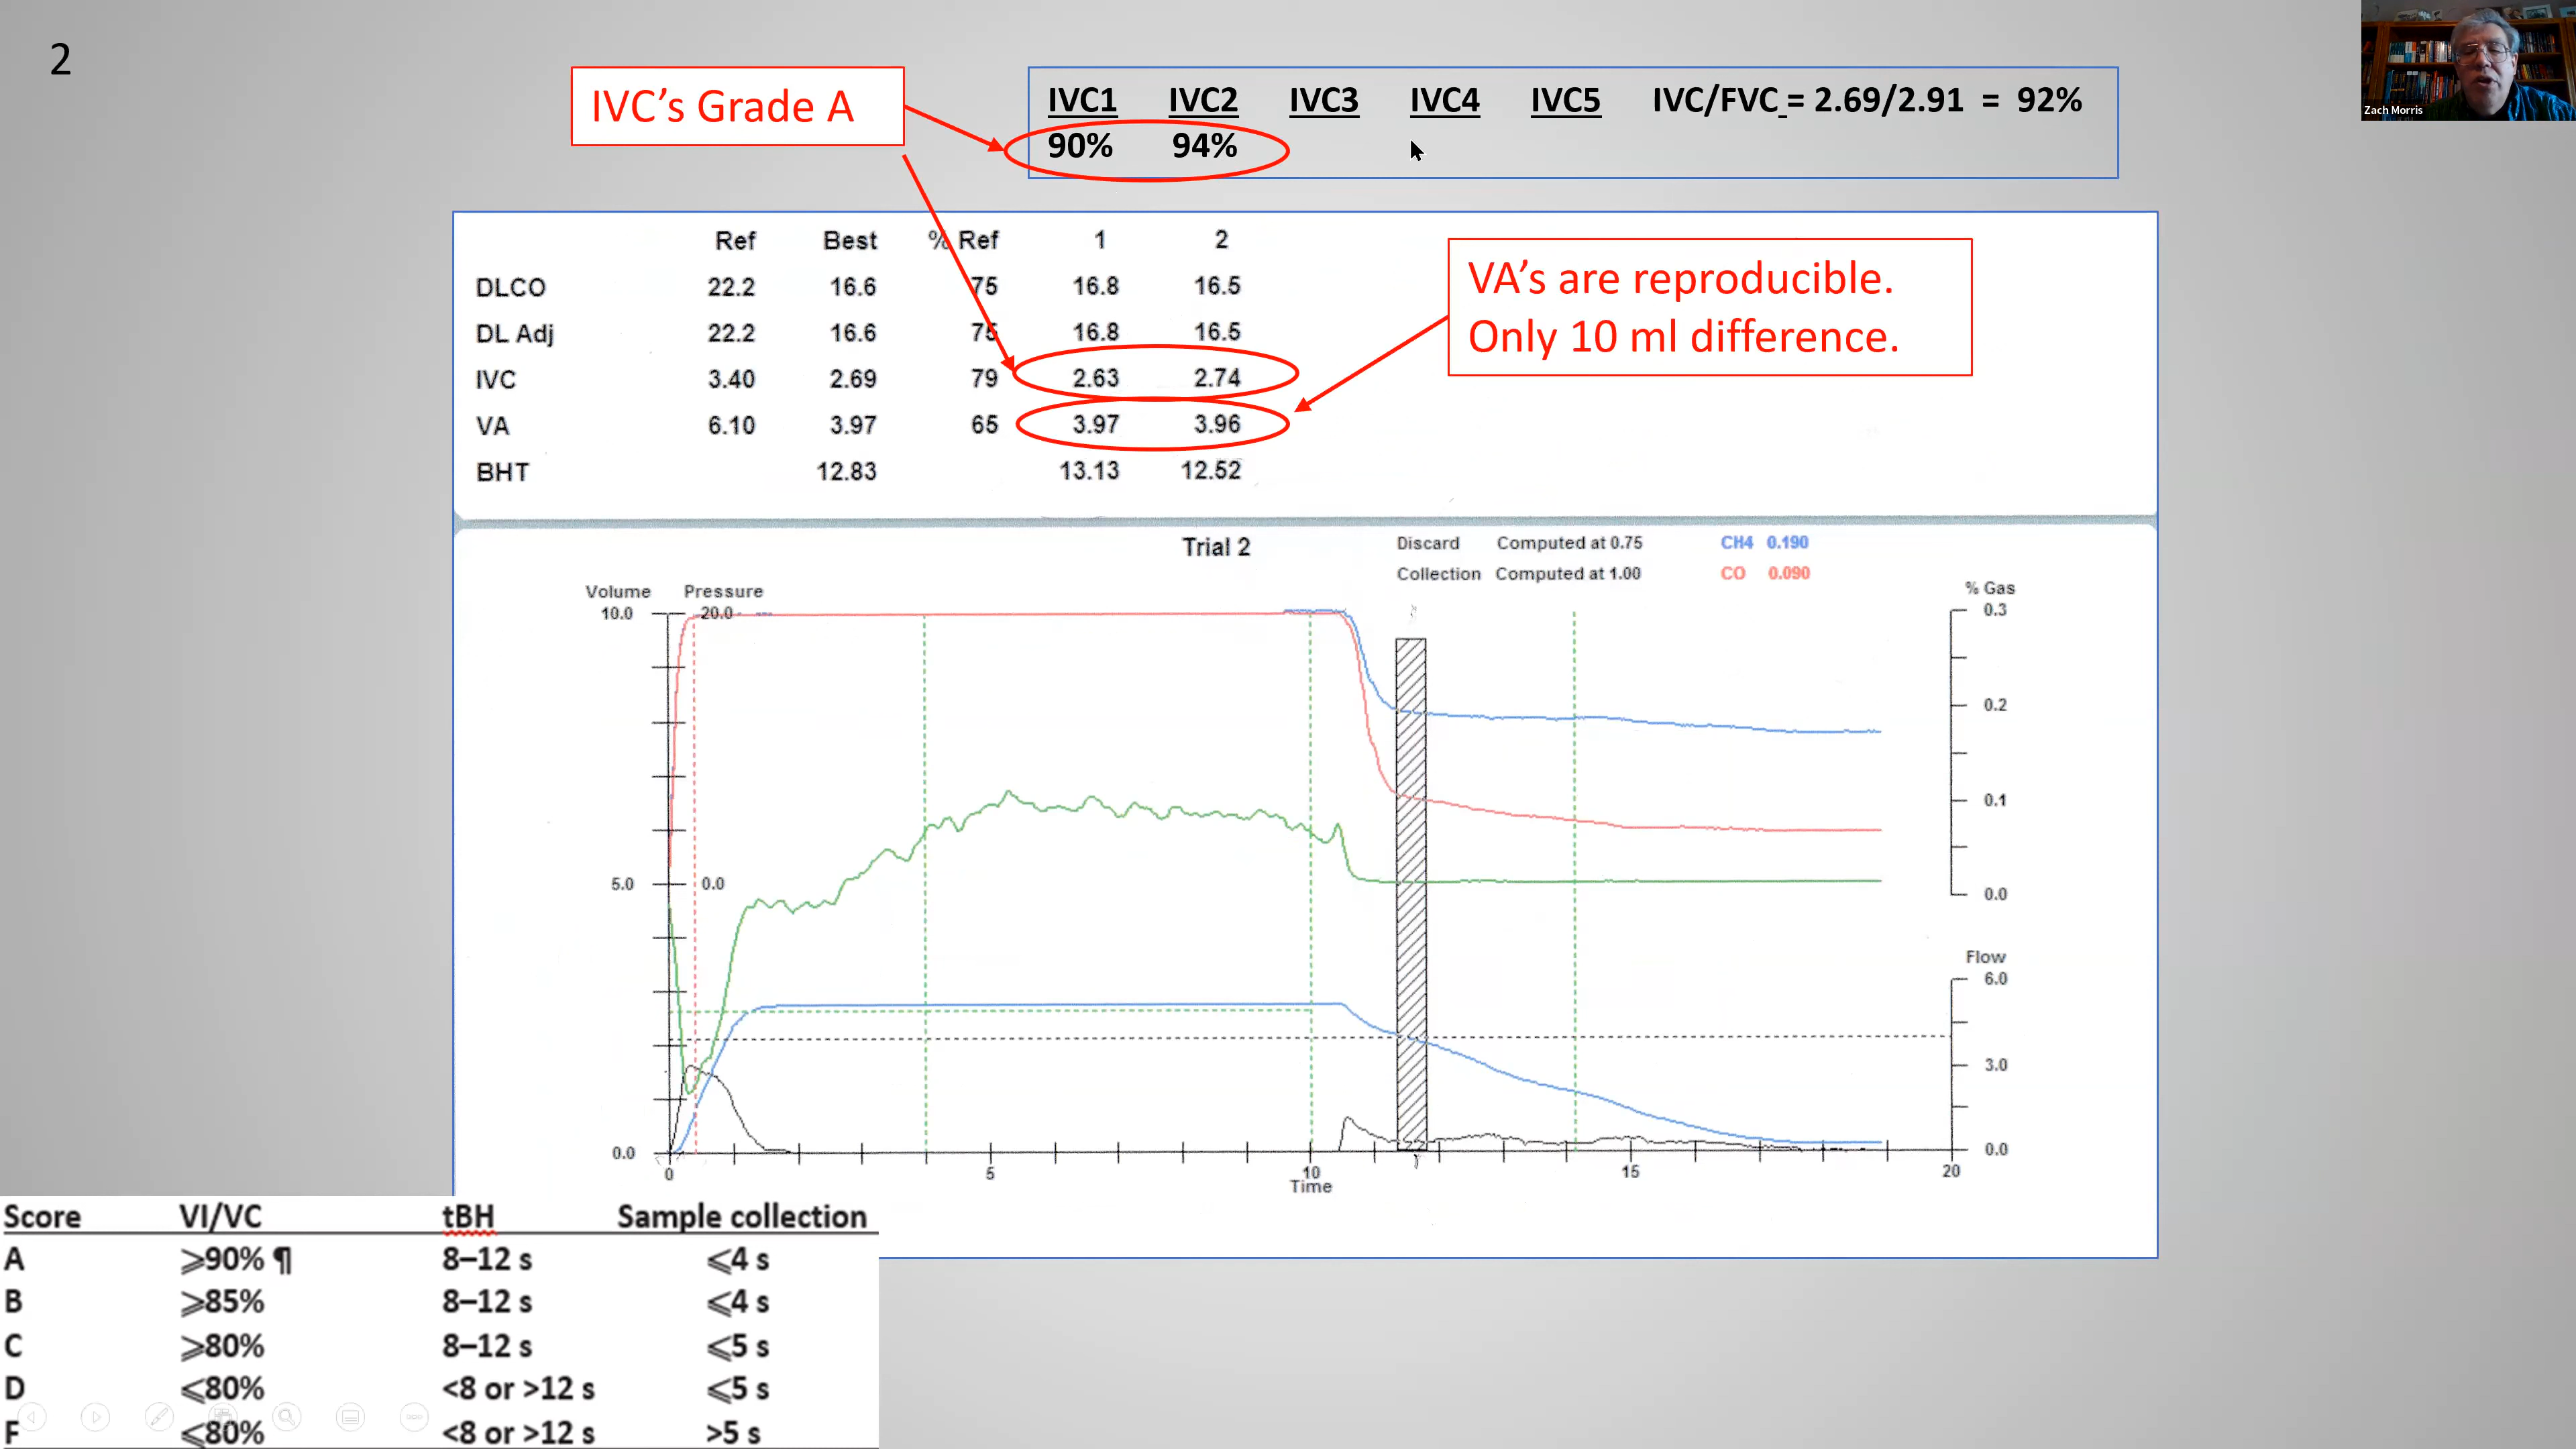 2
IVC's Grade A
IVC1 IVC2 IVC3 IVC4 IVC5 IVC/FVC = 2.69/2.91 = 92%
90% 94%
Zach Morris
Ref Best % Ref 1 2
DLCO 22.2 16.6 75 16.8 16.5
DL Adj 22.2 16.6 75 16.8 16.5
IVC 3.40 2.69 79 2.63 2.74
VA 6.10 3.97 65 3.97 3.96
BHT 12.83 13.13 12.52
VA's are reproducible.
Only 10 ml difference.
Trial 2
Discard Computed at 0.75 CH4 0.190
Collection Computed at 1.00 CO 0.090
Volume Pressure % Gas
10.0 20.0 0.3
0.2
0.1
5.0 0.0 0.0
Flow
6.0
3.0
0.0 0.0
0 5 10 15 20
Time
Score VI/VC tBH Sample collection
A ⩾90% ¶ 8–12 s ⩽4 s
B ⩾85% 8–12 s ⩽4 s
C ⩾80% 8–12 s ⩽5 s
D ⩽80% <8 or >12 s ⩽5 s
F ⩽80% <8 or >12 s >5 s